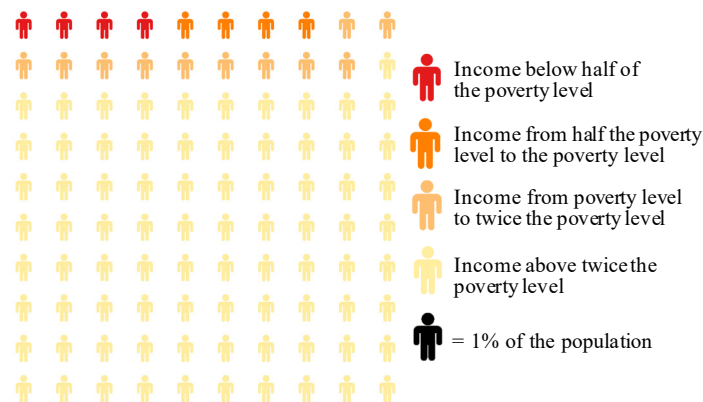 Income below half of
the poverty level
Income from half the poverty
level to the poverty level
Income from poverty level
to twice the poverty level
Income above twice the
poverty level
= 1% of the population